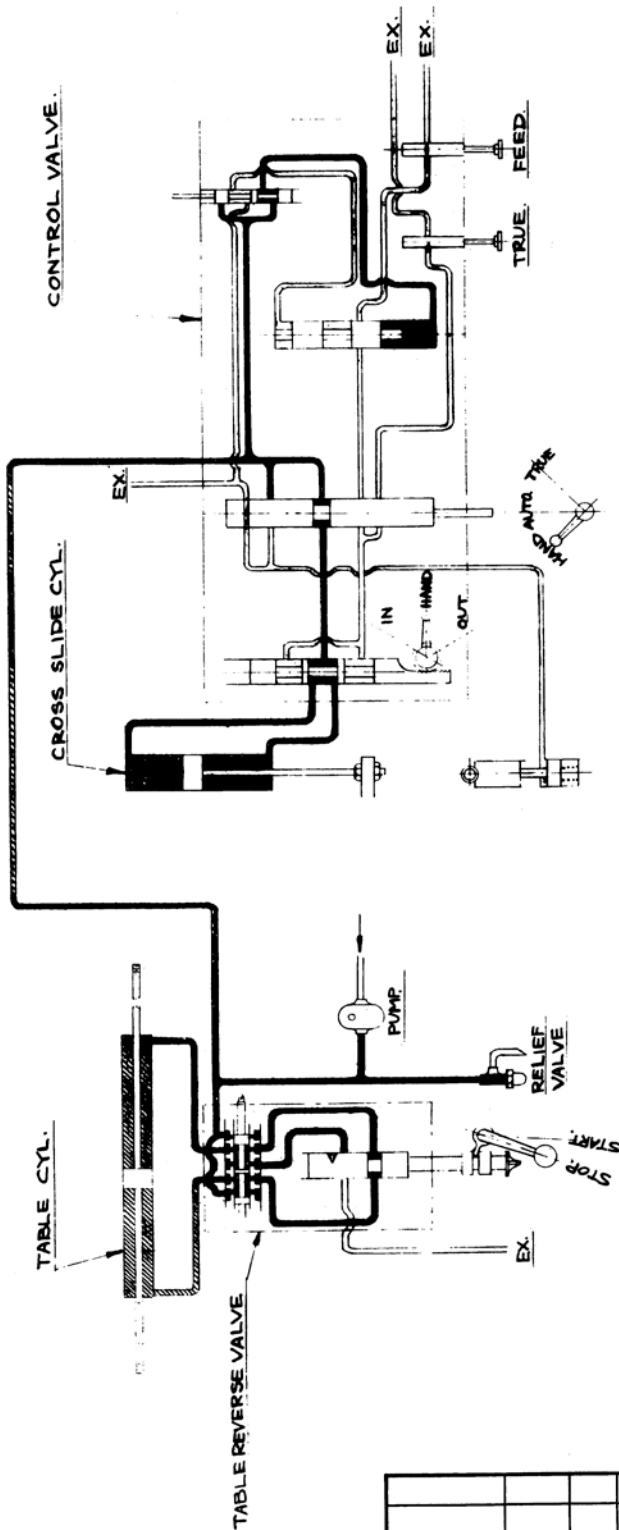 CONTROL VALVE.
EX.
EX.
TRUE.
FEED.
EX.
CROSS SLIDE CYL.
IN
HAND
OUT
HAND AUTO TRUE
TABLE CYL.
PUMP.
RELIEF
VALVE
TABLE REVERSE VALVE
EX.
STOP.
START.